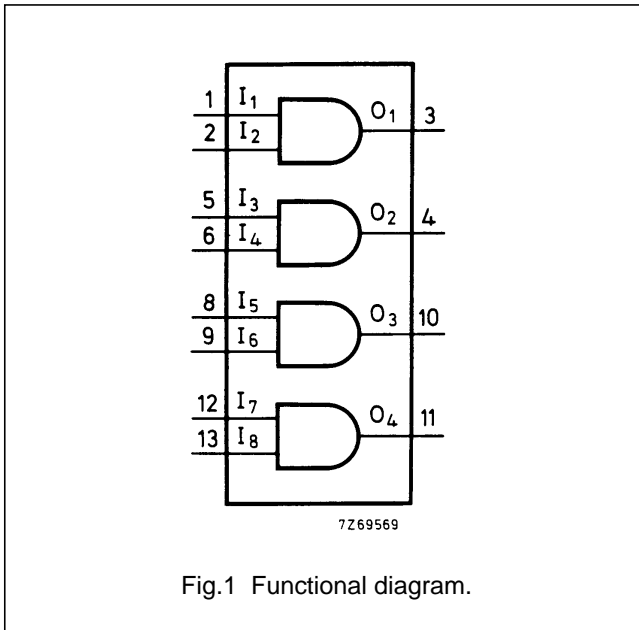 1 I1 O1 3
2 I2
5 I3 O2 4
6 I4
8 I5 O3 10
9 I6
12 I7 O4 11
13 I8
7Z69569
Fig.1 Functional diagram.